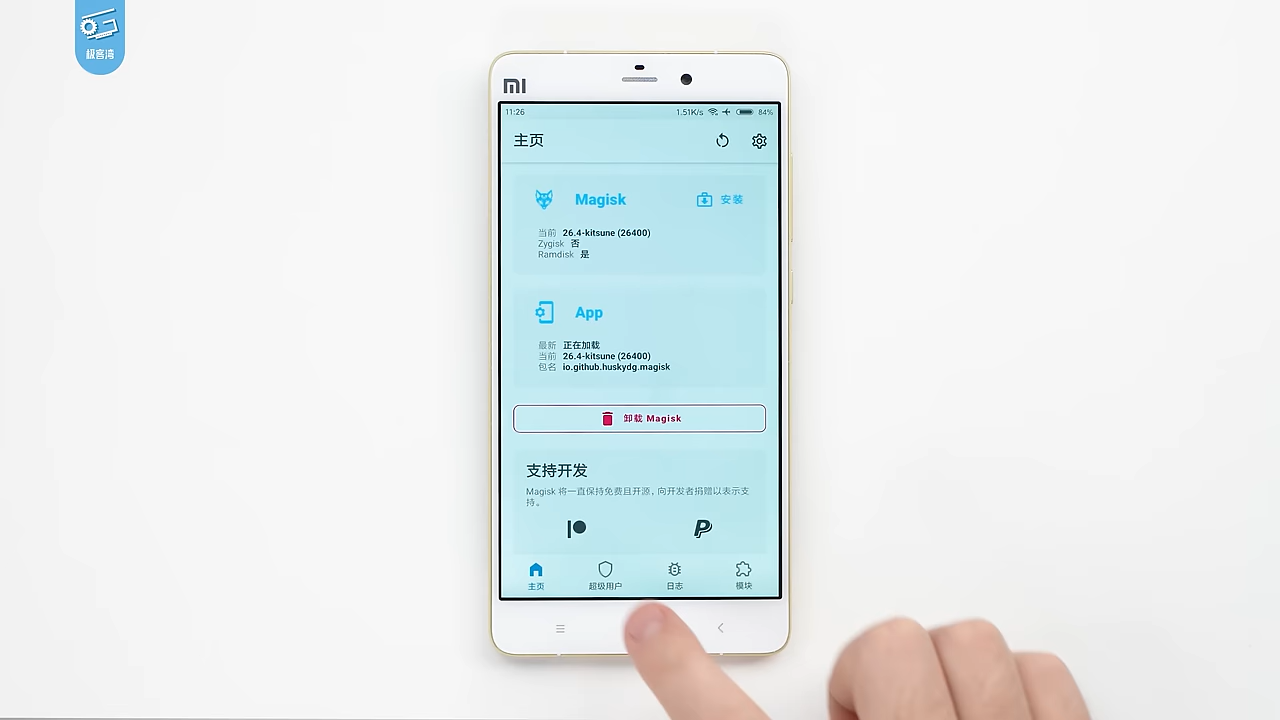 极客湾
MI
11:26 1.51K/s 84%
主页
Magisk 安装
当前 26.4-kitsune (26400)
Zygisk 否
Ramdisk 是
App
最新 正在加载
当前 26.4-kitsune (26400)
包名 io.github.huskydg.magisk
卸载 Magisk
支持开发
Magisk 将一直保持免费且开源，向开发者捐赠以表示支
持。
主页 超级用户 日志 模块